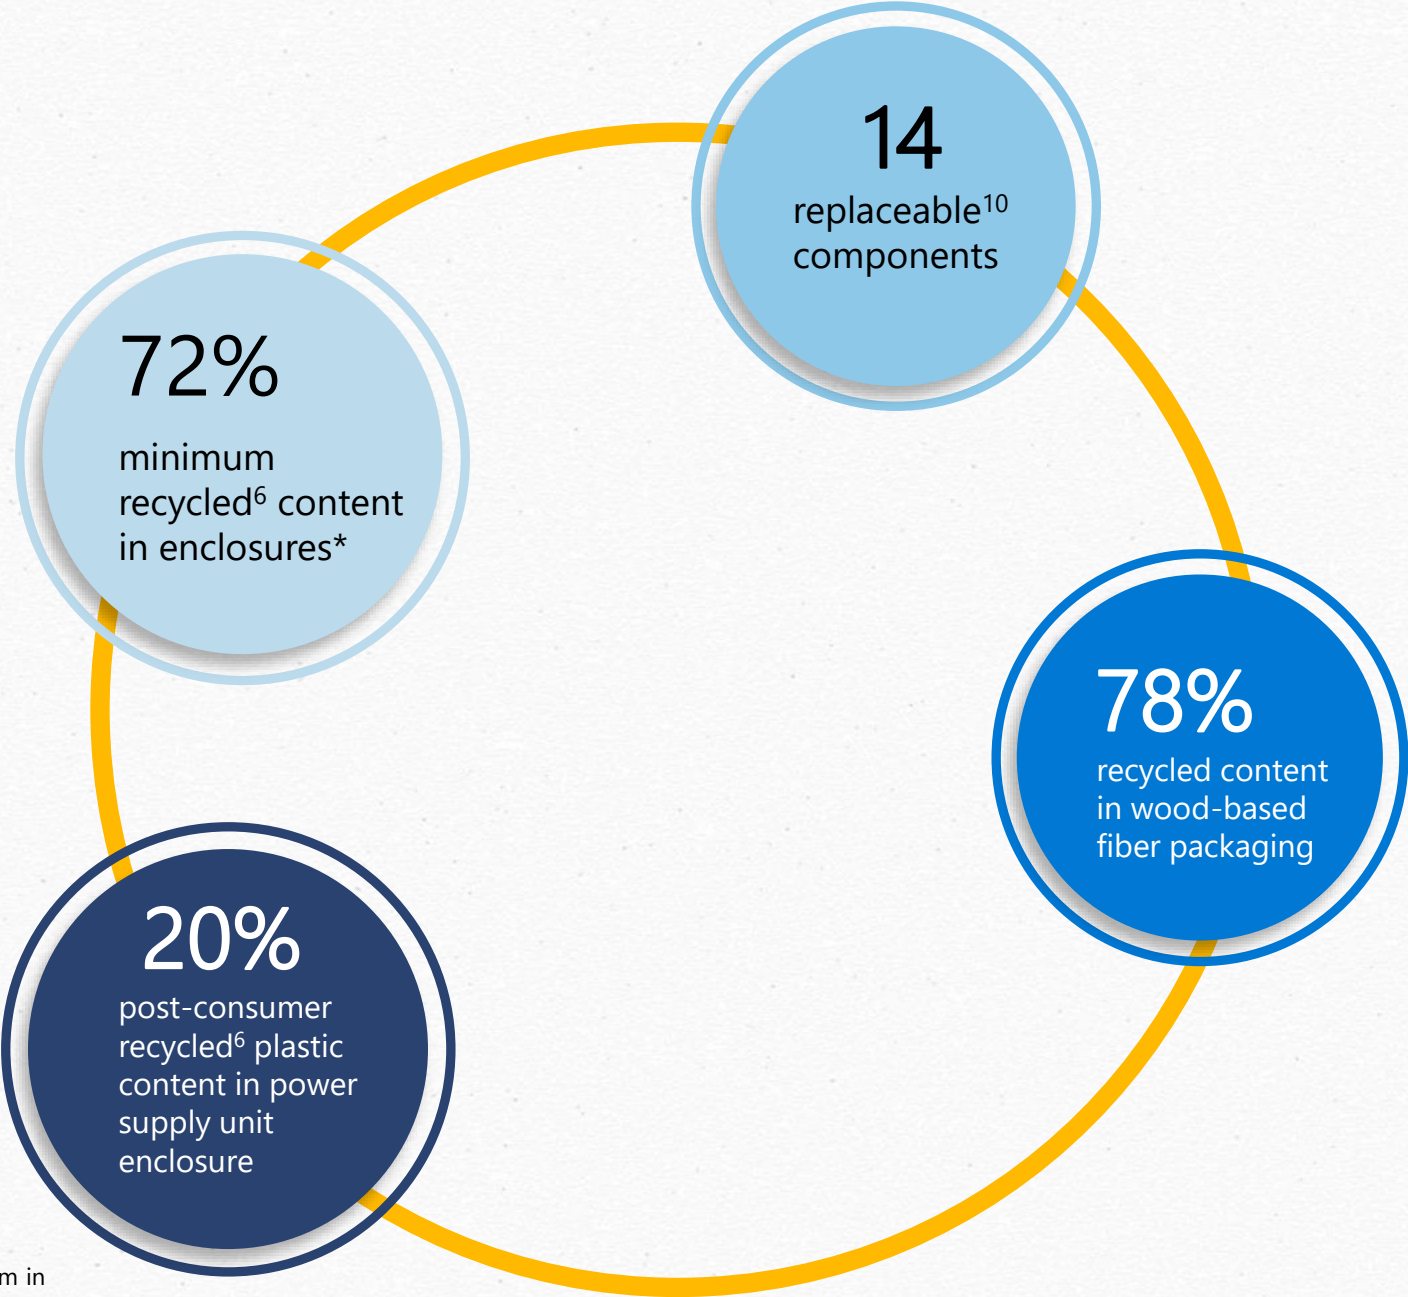 14
replaceable¹⁰
components
72%
minimum
recycled⁶ content
in enclosures*
78%
recycled content
in wood-based
fiber packaging
20%
post-consumer
recycled⁶ plastic
content in power
supply unit
enclosure
in